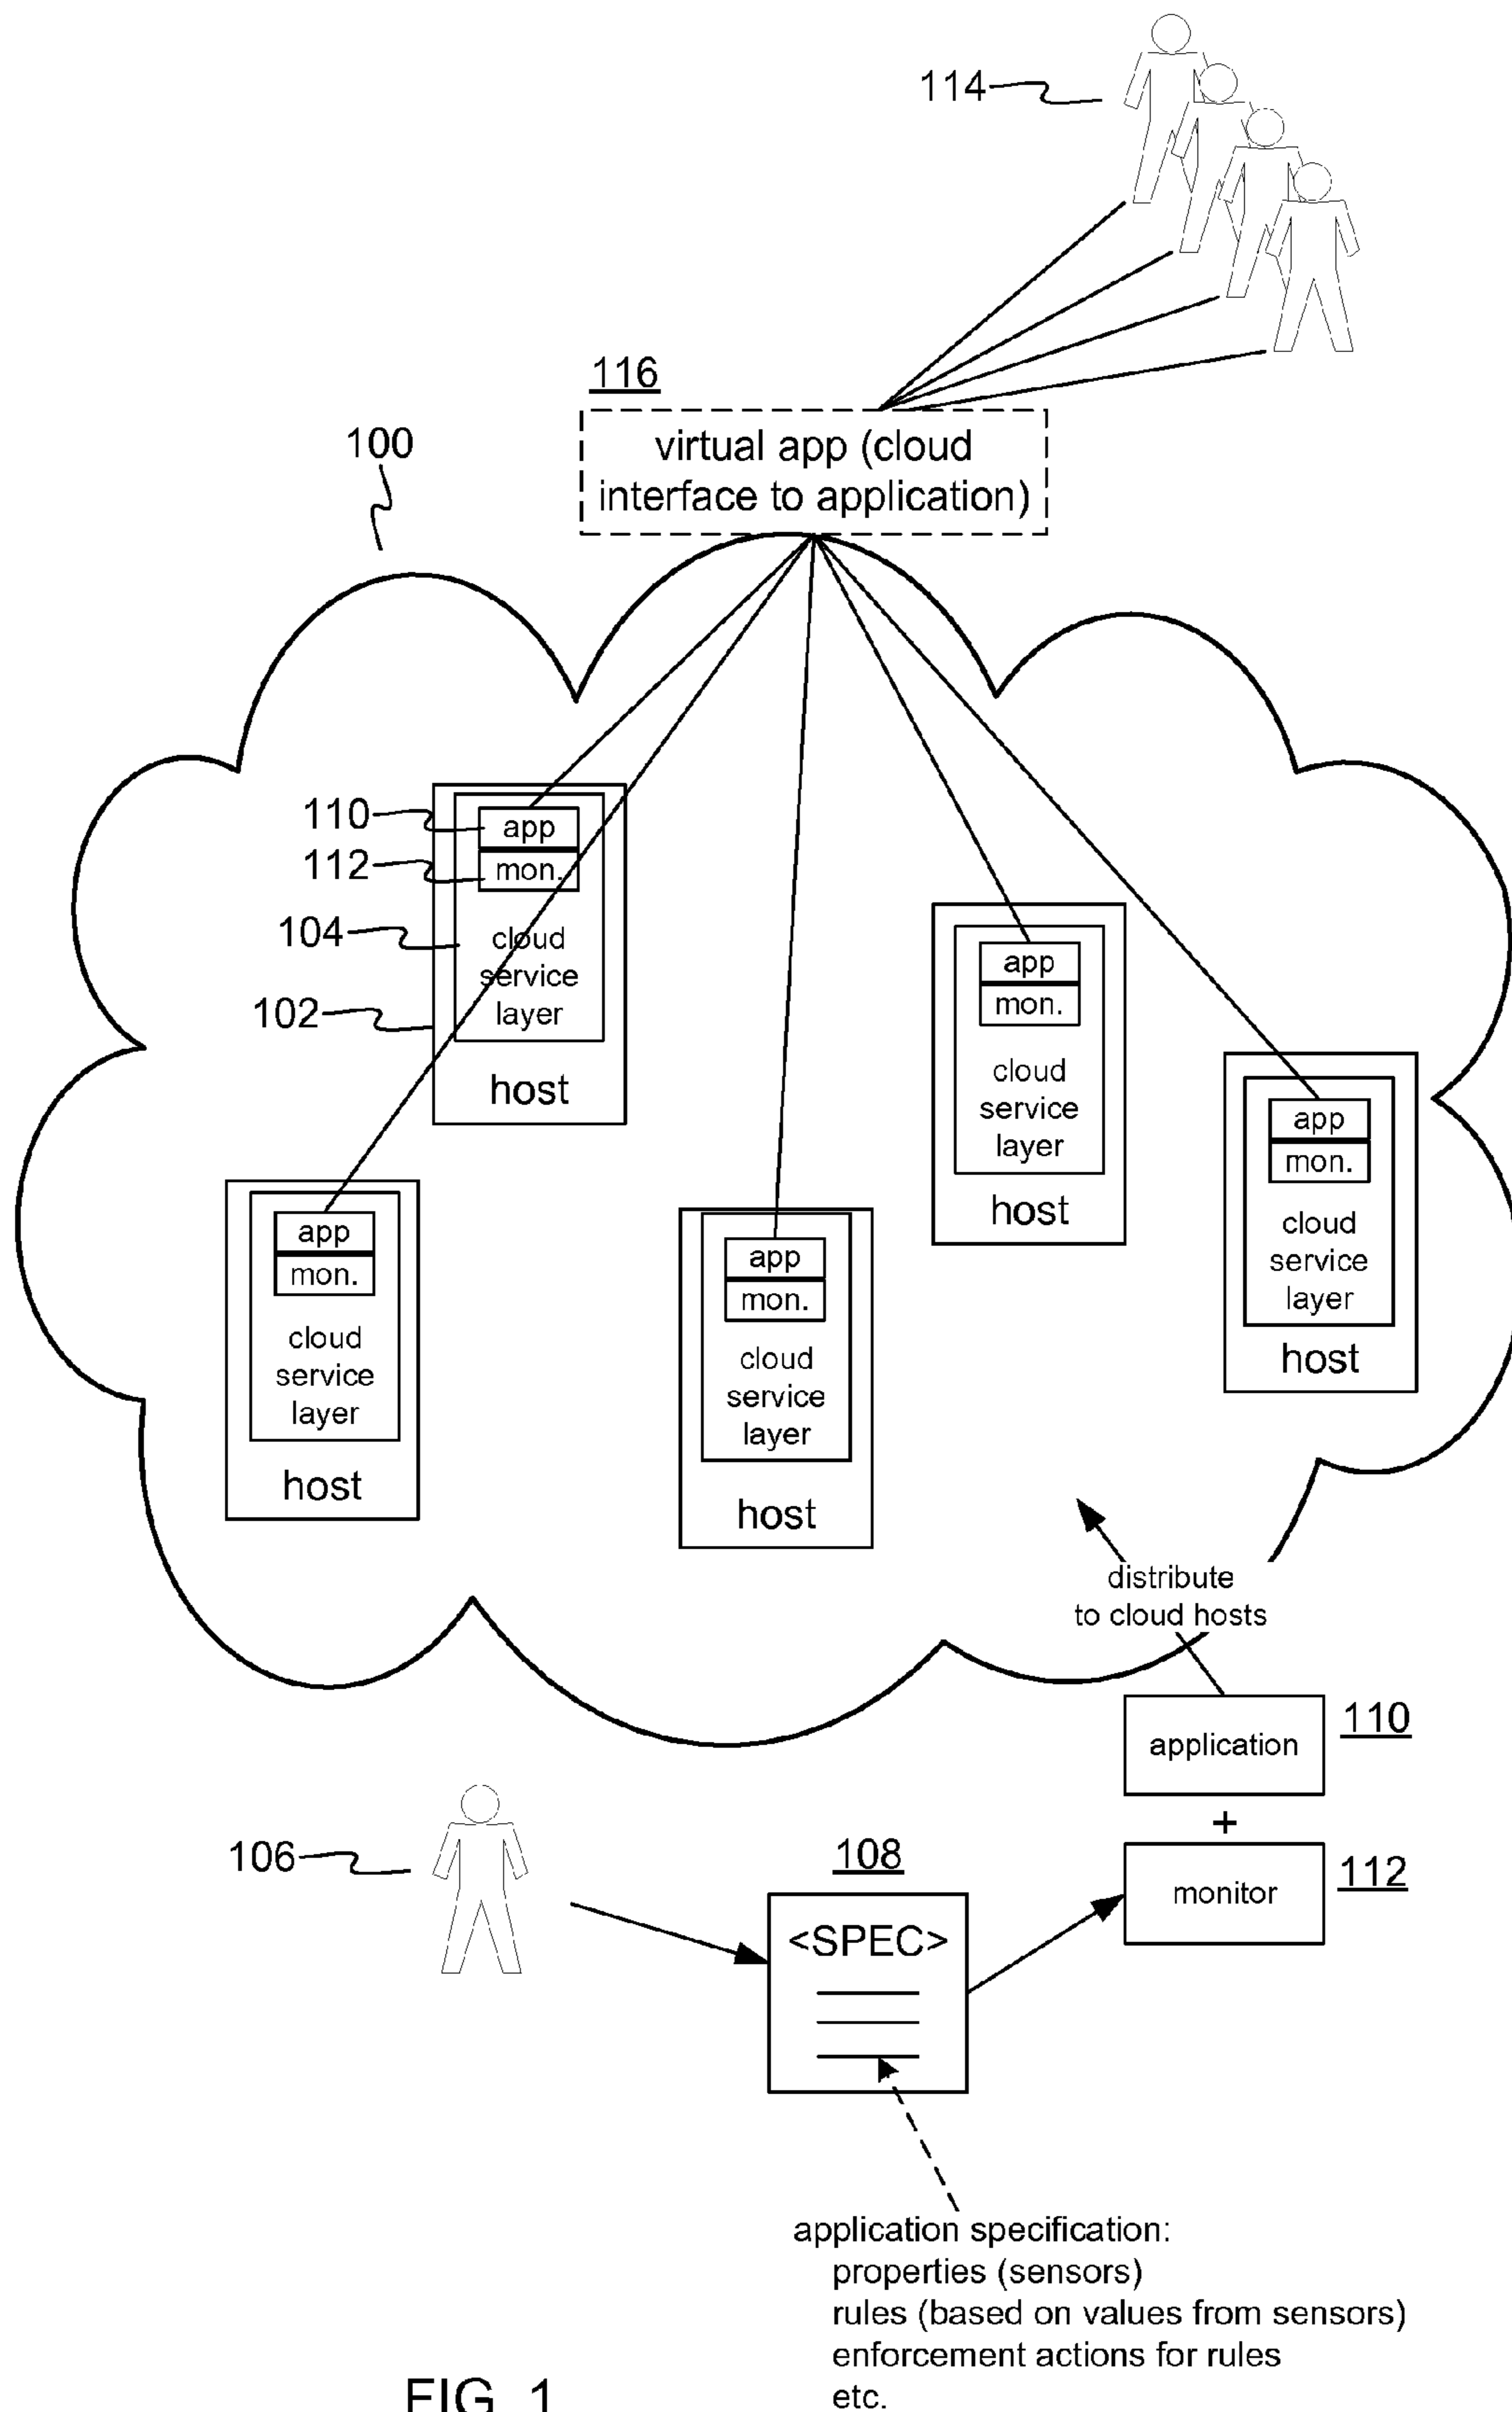 114
116
virtual app (cloud
interface to application)
100
110
app
112
mon.
104
cloud
service
layer
102
host
app
mon.
cloud
service
layer
host
app
mon.
cloud
service
layer
host
app
mon.
cloud
service
layer
host
app
mon.
cloud
service
layer
host
distribute
to cloud hosts
application
110
+
monitor
112
106
108
<SPEC>
application specification:
properties (sensors)
rules (based on values from sensors)
enforcement actions for rules
etc.
FIG. 1